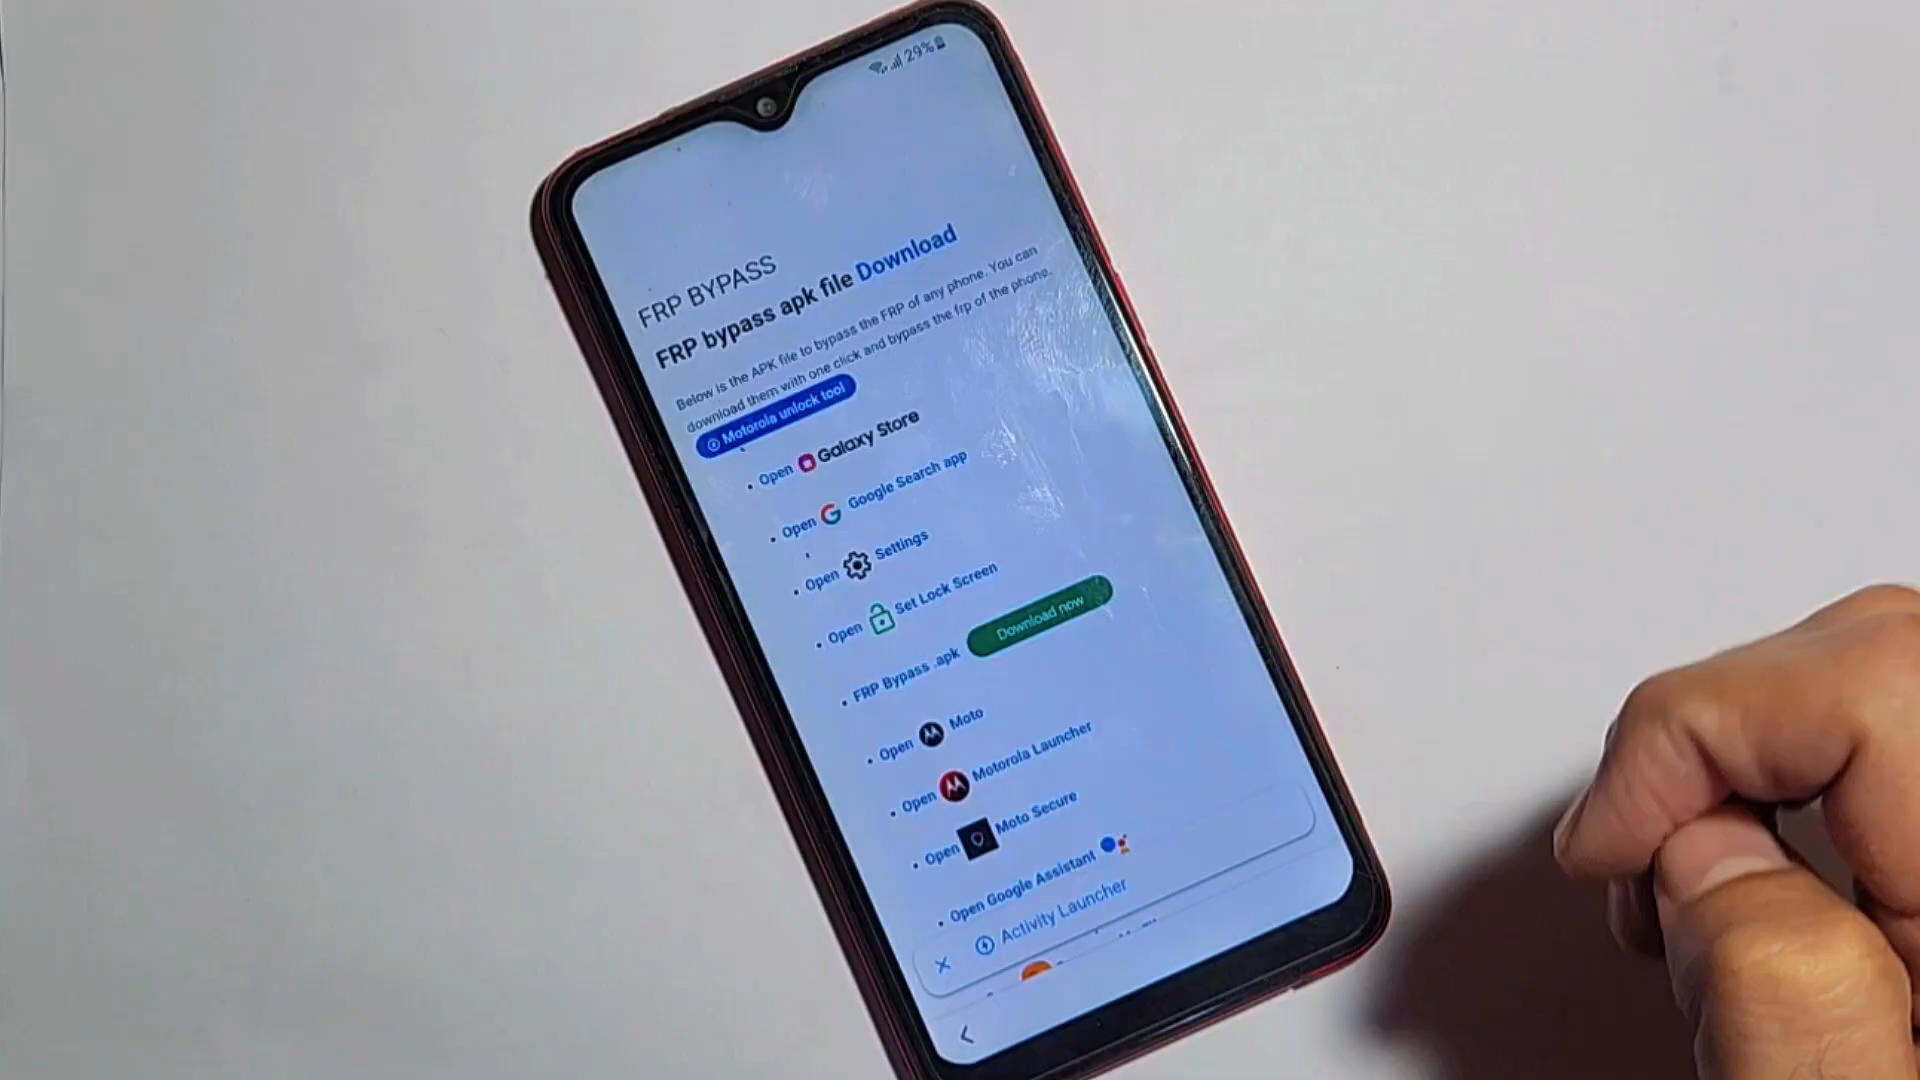 29%
FRP BYPASS
FRP bypass apk file Download
Below is the APK file to bypass the FRP of any phone. You can
download them with one click and bypass the frp of the phone.
Motorola unlock tool
• Open Galaxy Store
• Open Google Search app
• Open Settings
• Open Set Lock Screen
• FRP Bypass .apk Download now
• Open Moto
• Open Motorola Launcher
• Open Moto Secure
• Open Google Assistant
Activity Launcher